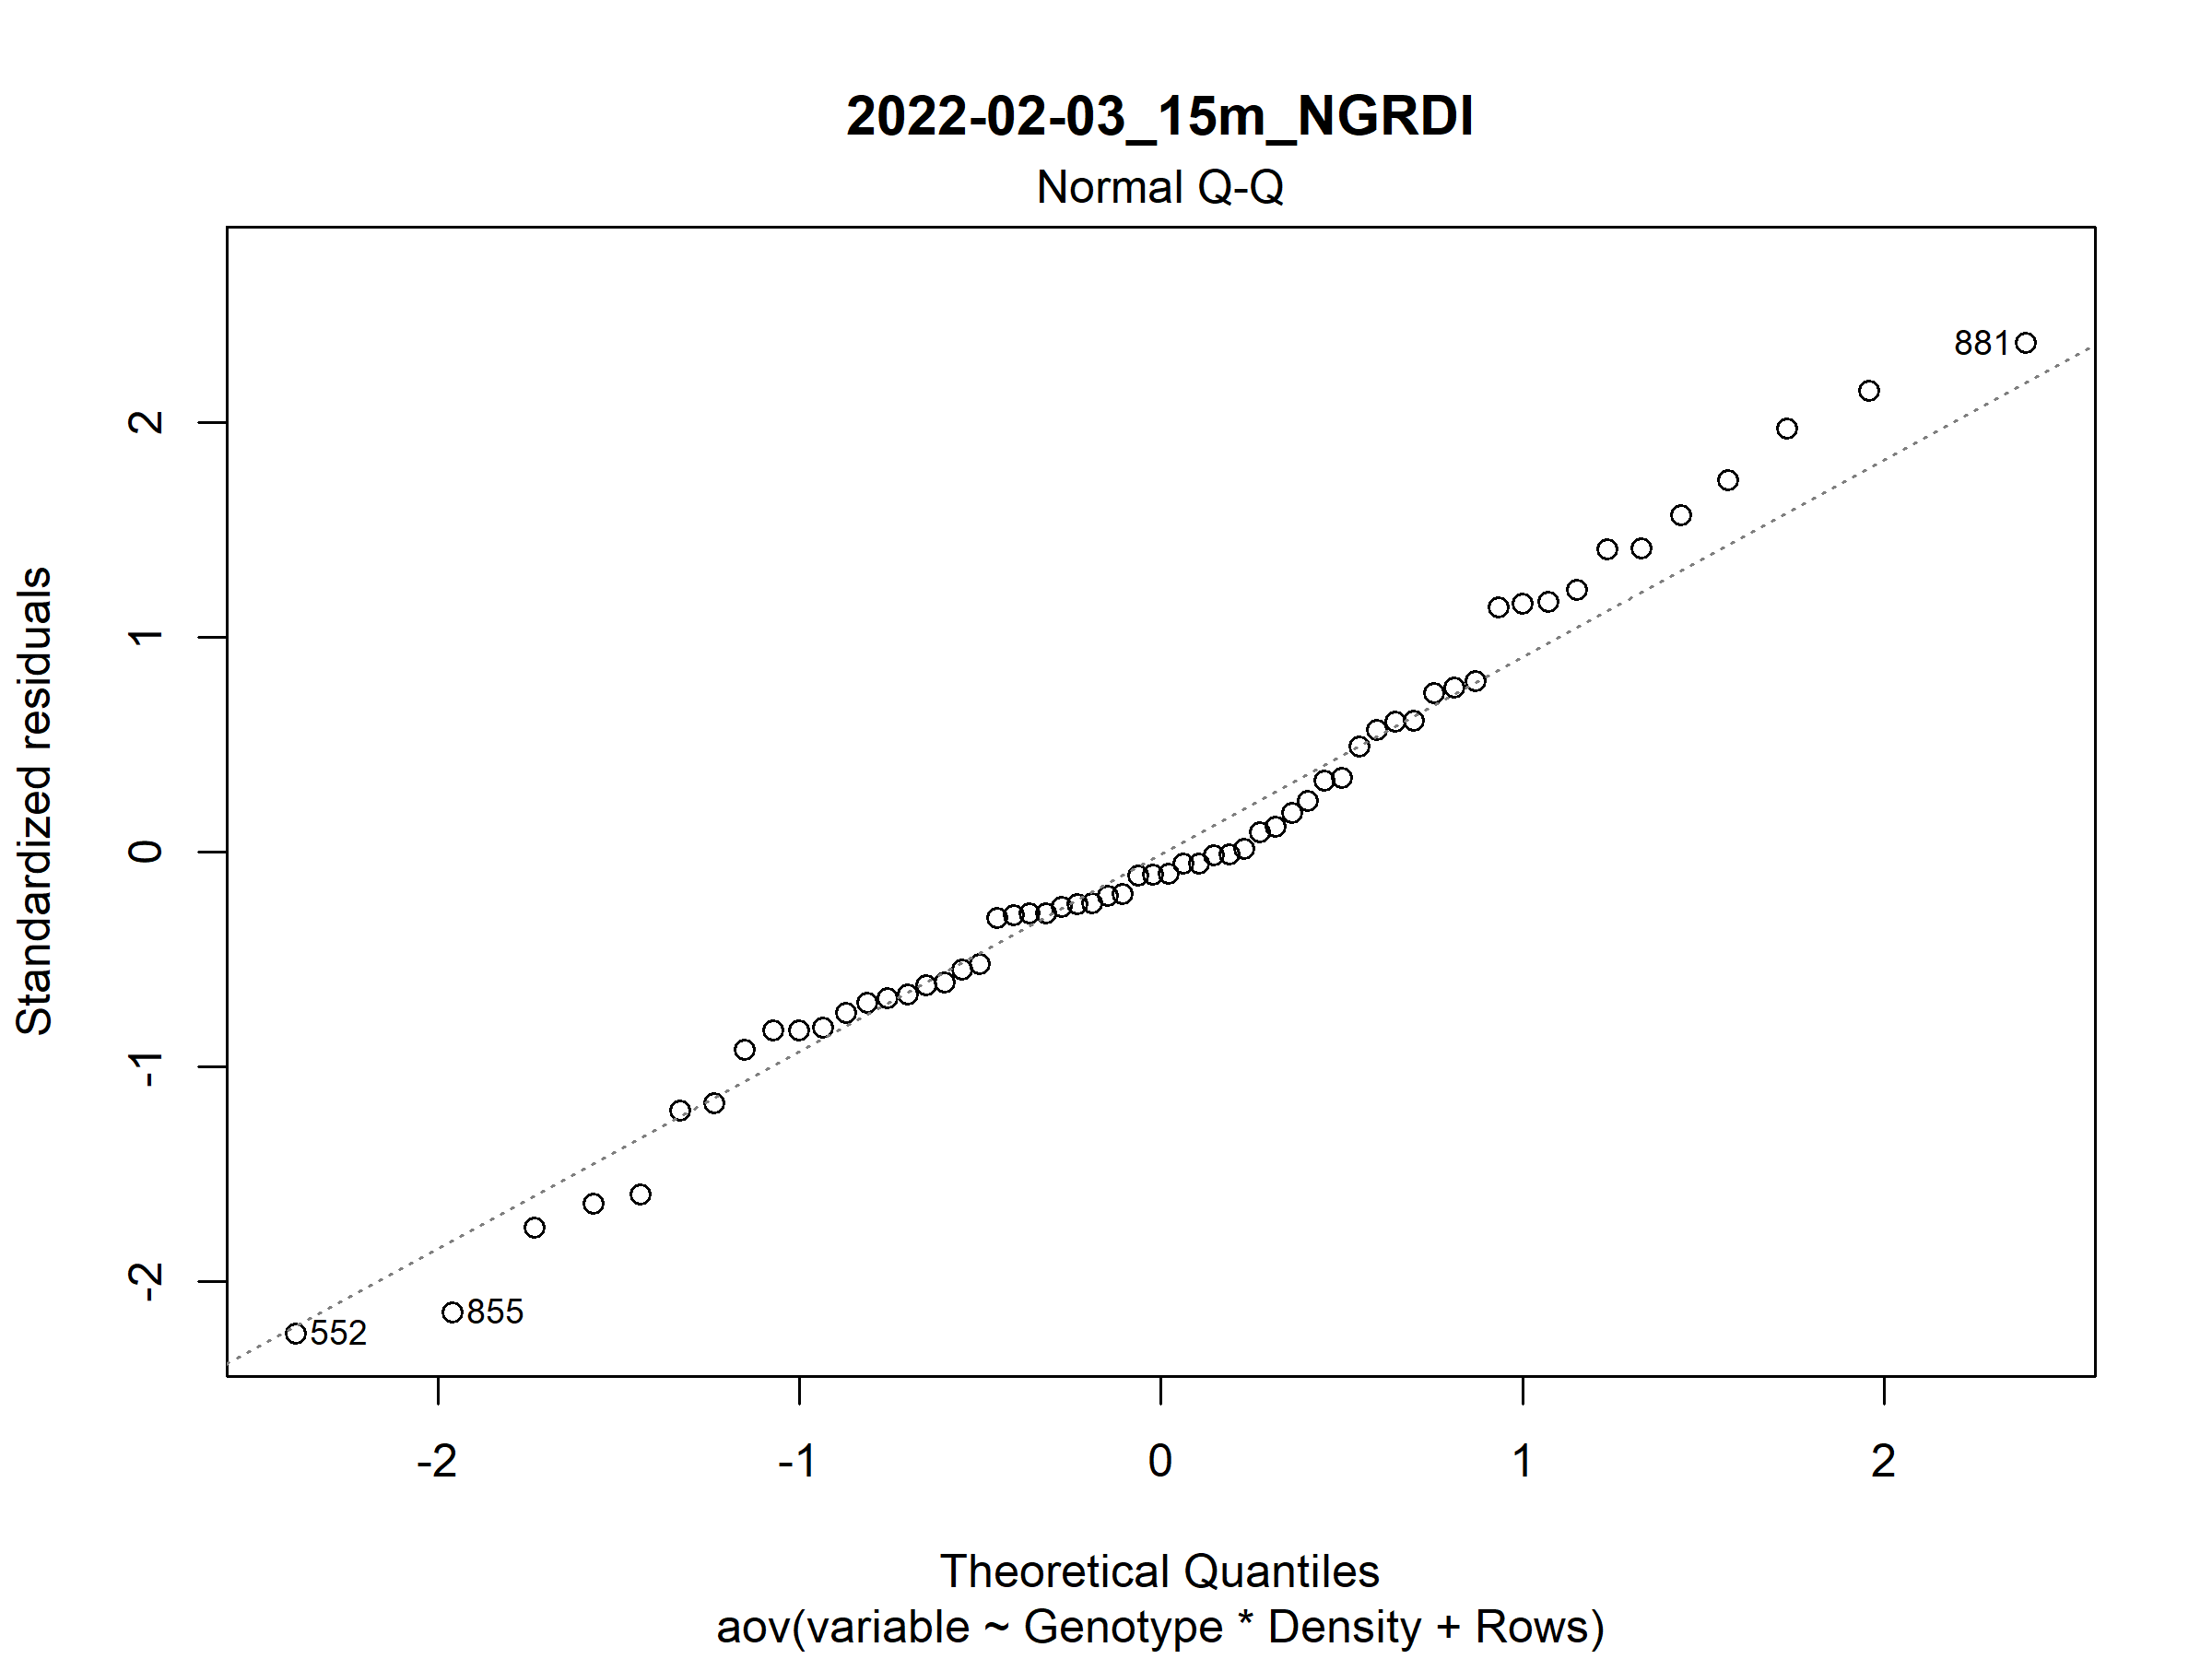 2022-02-03_15m_NGRDI
Normal Q-Q
881
2
1
0
-1
-2
Standardized residuals
855
552
-2
-1
0
1
2
Theoretical Quantiles
aov(variable ~ Genotype * Density + Rows)